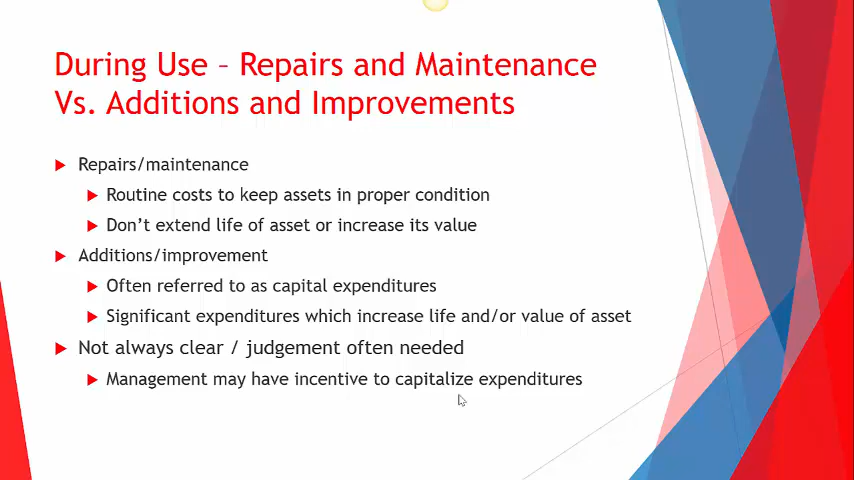 During Use – Repairs and Maintenance
Vs. Additions and Improvements
Repairs/maintenance
Routine costs to keep assets in proper condition
Don’t extend life of asset or increase its value
Additions/improvement
Often referred to as capital expenditures
Significant expenditures which increase life and/or value of asset
Not always clear / judgement often needed
Management may have incentive to capitalize expenditures